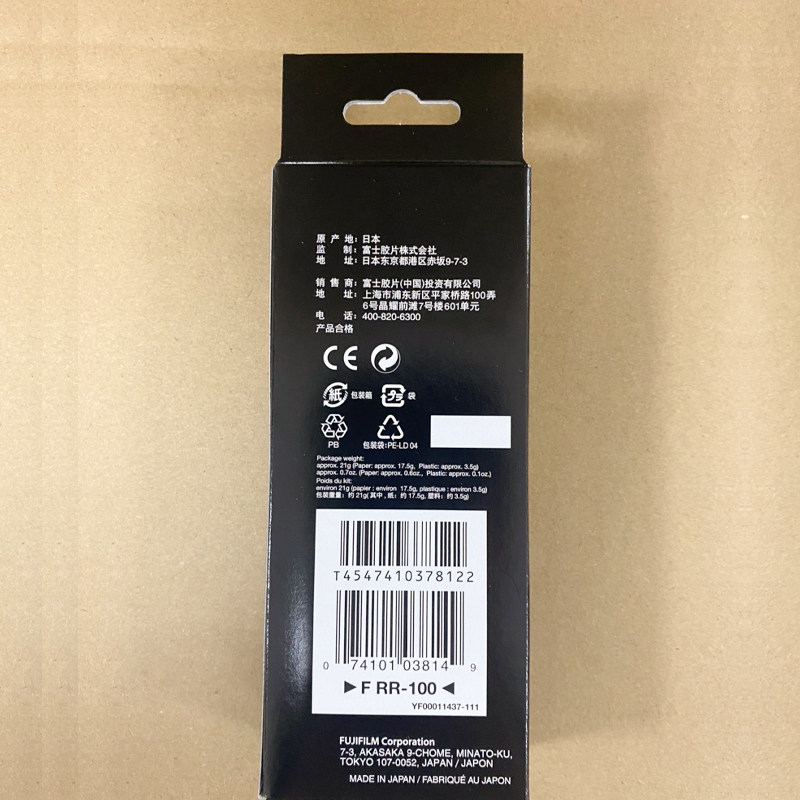 原 产 地: 日本
监 制: 富士胶片株式会社
地 址: 日本东京都港区赤坂9-7-3
销 售 商: 富士胶片(中国)投资有限公司
地 址: 上海市浦东新区平家桥路100弄
6号晶耀前滩7号楼601单元
电 话: 400-820-6300
产品合格
CE
紙 包装箱 プラ 袋
PB 包装袋:PE-LD 04
Package weight:
approx. 21g (Paper: approx. 17.5g, Plastic: approx. 3.5g)
approx. 0.7oz. (Paper: approx. 0.6oz., Plastic: approx. 0.1oz.)
Poids du kit:
environ 21g (papier : environ 17.5g, plastique : environ 3.5g)
包装重量: 约 21g( 其中, 纸: 约 17.5g, 塑料: 约 3.5g)
T4547410378122
0 74101 03814 9
▶ F RR-100 ◀
YF00011437-111
FUJIFILM Corporation
7-3, AKASAKA 9-CHOME, MINATO-KU,
TOKYO 107-0052, JAPAN / JAPON
MADE IN JAPAN / FABRIQUÉ AU JAPON